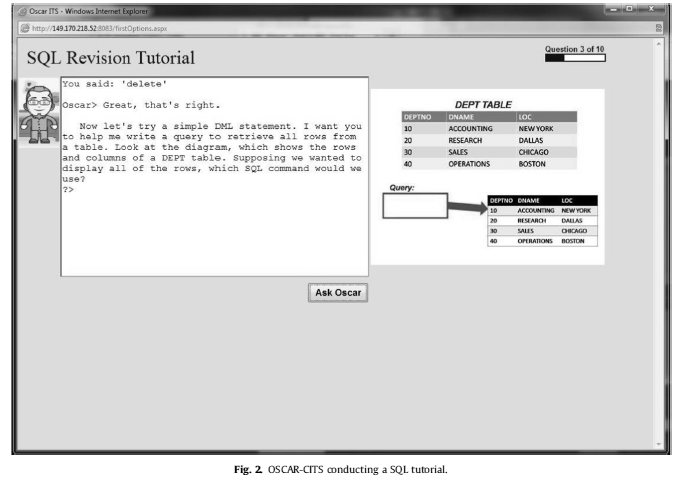 Oscar ITS - Windows Internet Explorer
http://149.170.218.52:8083/firstOptions.aspx
SQL Revision Tutorial
Question 3 of 10
You said: 'delete'
Oscar> Great, that's right.
Now let's try a simple DML statement. I want you
to help me write a query to retrieve all rows from
a table. Look at the diagram, which shows the rows
and columns of a DEPT table. Supposing we wanted to
display all of the rows, which SQL command would we
use?
?>
Ask Oscar
DEPT TABLE
DEPTNO DNAME LOC
10 ACCOUNTING NEW YORK
20 RESEARCH DALLAS
30 SALES CHICAGO
40 OPERATIONS BOSTON
Query:
DEPTNO DNAME LOC
10 ACCOUNTING NEW YORK
20 RESEARCH DALLAS
30 SALES CHICAGO
40 OPERATIONS BOSTON
Fig. 2. OSCAR-CITS conducting a SQL tutorial.